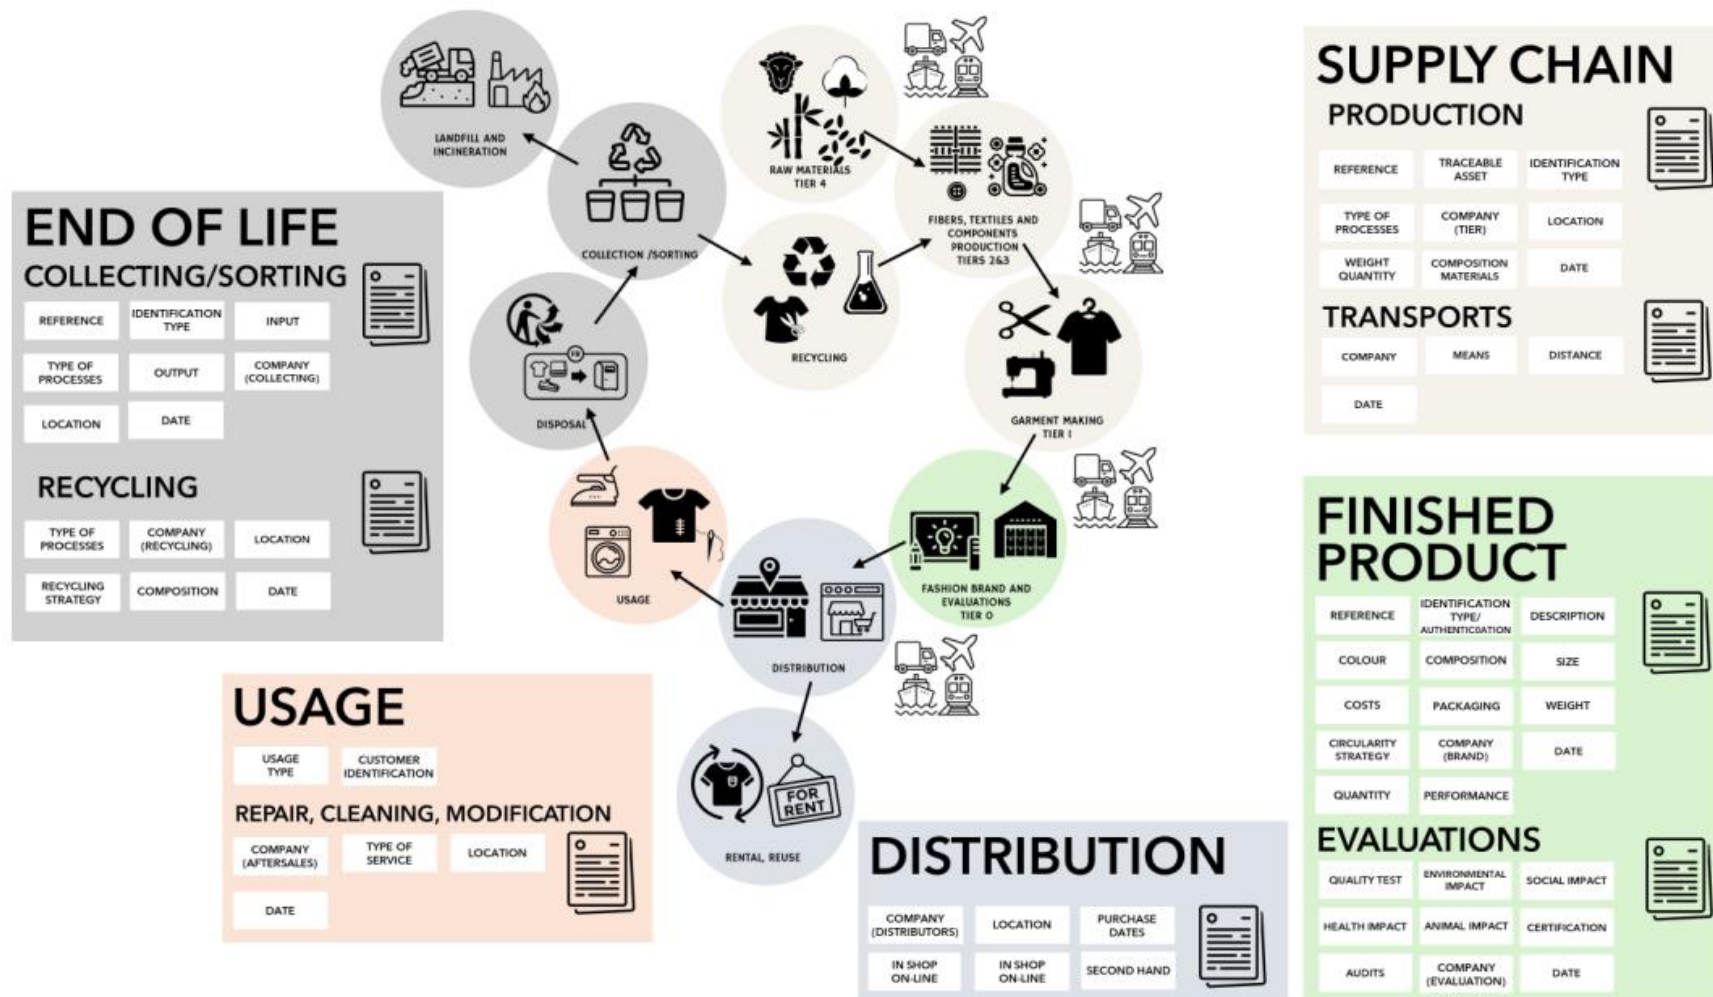 LANDFILL AND
INCINERATION
COLLECTION /SORTING
RAW MATERIALS
TIER 4
FIBERS, TEXTILES AND
COMPONENTS
PRODUCTION
TIERS 2&3
RECYCLING
DISPOSAL
FR
GARMENT MAKING
TIER 1
USAGE
FASHION BRAND AND
EVALUATIONS
TIER 0
DISTRIBUTION
FOR
RENT
RENTAL, REUSE
END OF LIFE
COLLECTING/SORTING
REFERENCE
IDENTIFICATION
TYPE
INPUT
TYPE OF
PROCESSES
OUTPUT
COMPANY
(COLLECTING)
LOCATION
DATE
RECYCLING
TYPE OF
PROCESSES
COMPANY
(RECYCLING)
LOCATION
RECYCLING
STRATEGY
COMPOSITION
DATE
USAGE
USAGE
TYPE
CUSTOMER
IDENTIFICATION
REPAIR, CLEANING, MODIFICATION
COMPANY
(AFTERSALES)
TYPE OF
SERVICE
LOCATION
DATE
DISTRIBUTION
COMPANY
(DISTRIBUTORS)
LOCATION
PURCHASE
DATES
IN SHOP
ON-LINE
IN SHOP
ON-LINE
SECOND HAND
SUPPLY CHAIN
PRODUCTION
REFERENCE
TRACEABLE
ASSET
IDENTIFICATION
TYPE
TYPE OF
PROCESSES
COMPANY
(TIER)
LOCATION
WEIGHT
QUANTITY
COMPOSITION
MATERIALS
DATE
TRANSPORTS
COMPANY
MEANS
DISTANCE
DATE
FINISHED
PRODUCT
REFERENCE
IDENTIFICATION
TYPE/
AUTHENTICATION
DESCRIPTION
COLOUR
COMPOSITION
SIZE
COSTS
PACKAGING
WEIGHT
CIRCULARITY
STRATEGY
COMPANY
(BRAND)
DATE
QUANTITY
PERFORMANCE
EVALUATIONS
QUALITY TEST
ENVIRONMENTAL
IMPACT
SOCIAL IMPACT
HEALTH IMPACT
ANIMAL IMPACT
CERTIFICATION
AUDITS
COMPANY
(EVALUATION)
DATE